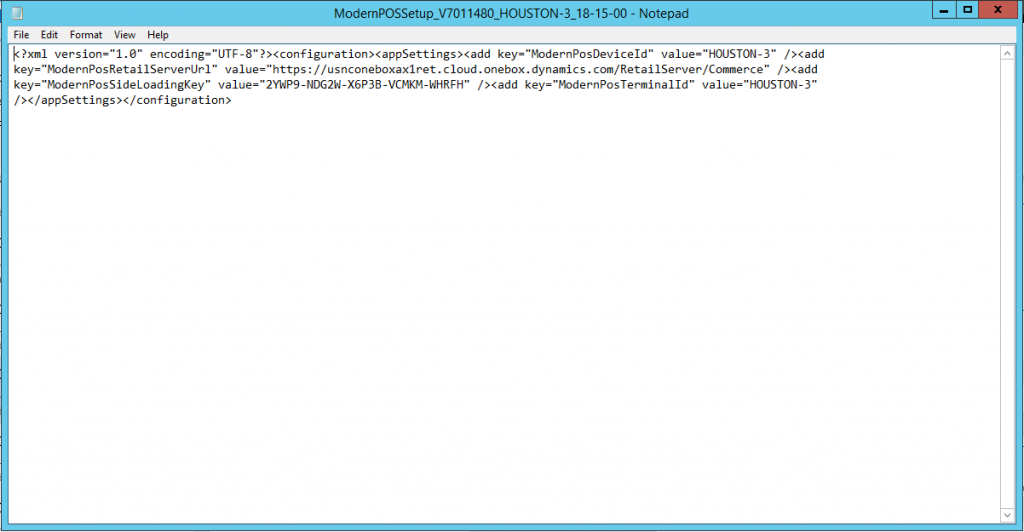 ModernPOSSetup_V7011480_HOUSTON-3_18-15-00 - Notepad
File Edit Format View Help
<?xml version="1.0" encoding="UTF-8"?><configuration><appSettings><add key="ModernPosDeviceId" value="HOUSTON-3" /><add
key="ModernPosRetailServerUrl" value="https://usnconeboxax1ret.cloud.onebox.dynamics.com/RetailServer/Commerce" /><add
key="ModernPosSideLoadingKey" value="2YWP9-NDG2W-X6P3B-VCMKM-WHRFH" /><add key="ModernPosTerminalId" value="HOUSTON-3"
/></appSettings></configuration>